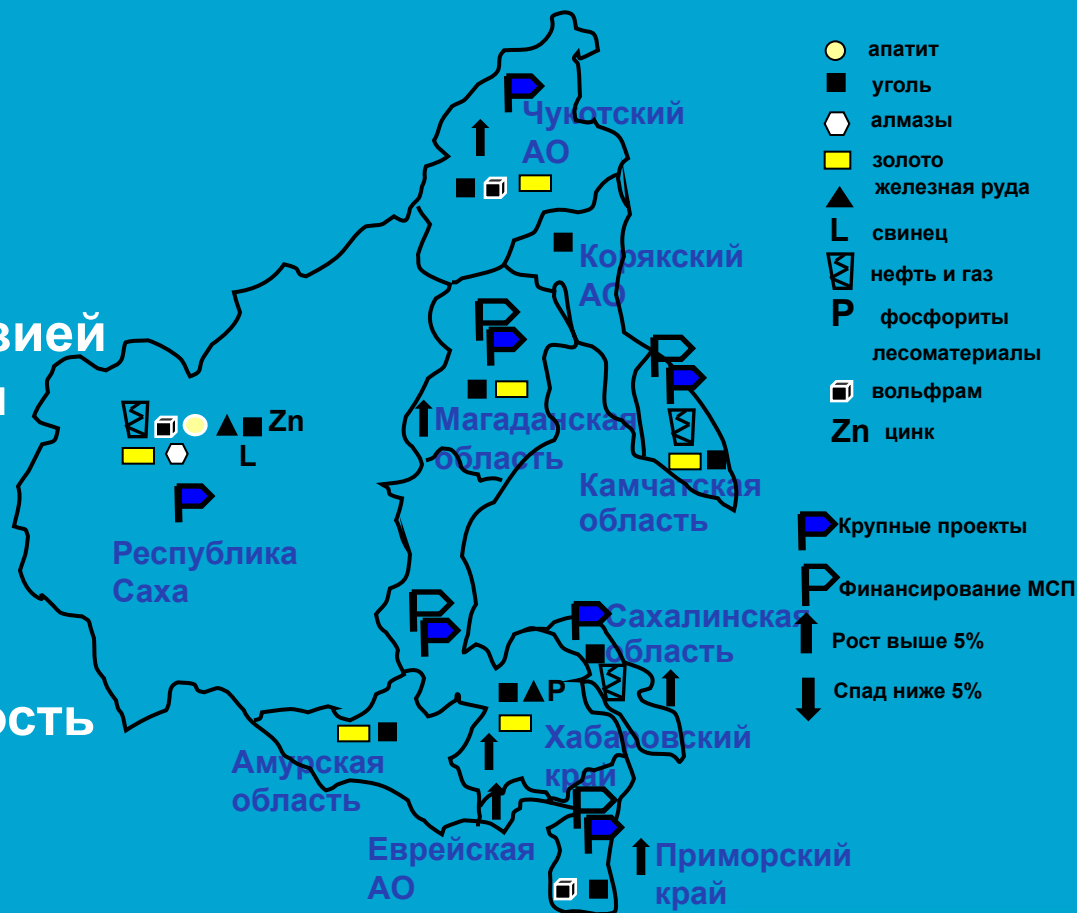 апатит
уголь
алмазы
золото
железная руда
L свинец
нефть и газ
P фосфориты
лесоматериалы
вольфрам
Zn цинк
Крупные проекты
Финансирование МСП
Рост выше 5%
Спад ниже 5%
Чукотский
АО
Корякский
АО
зией
Магаданская
область
Zn
L
Камчатская
область
Республика
Саха
Сахалинская
область
P
ость
Хабаровский
край
Амурская
область
Еврейская
АО
Приморский
край